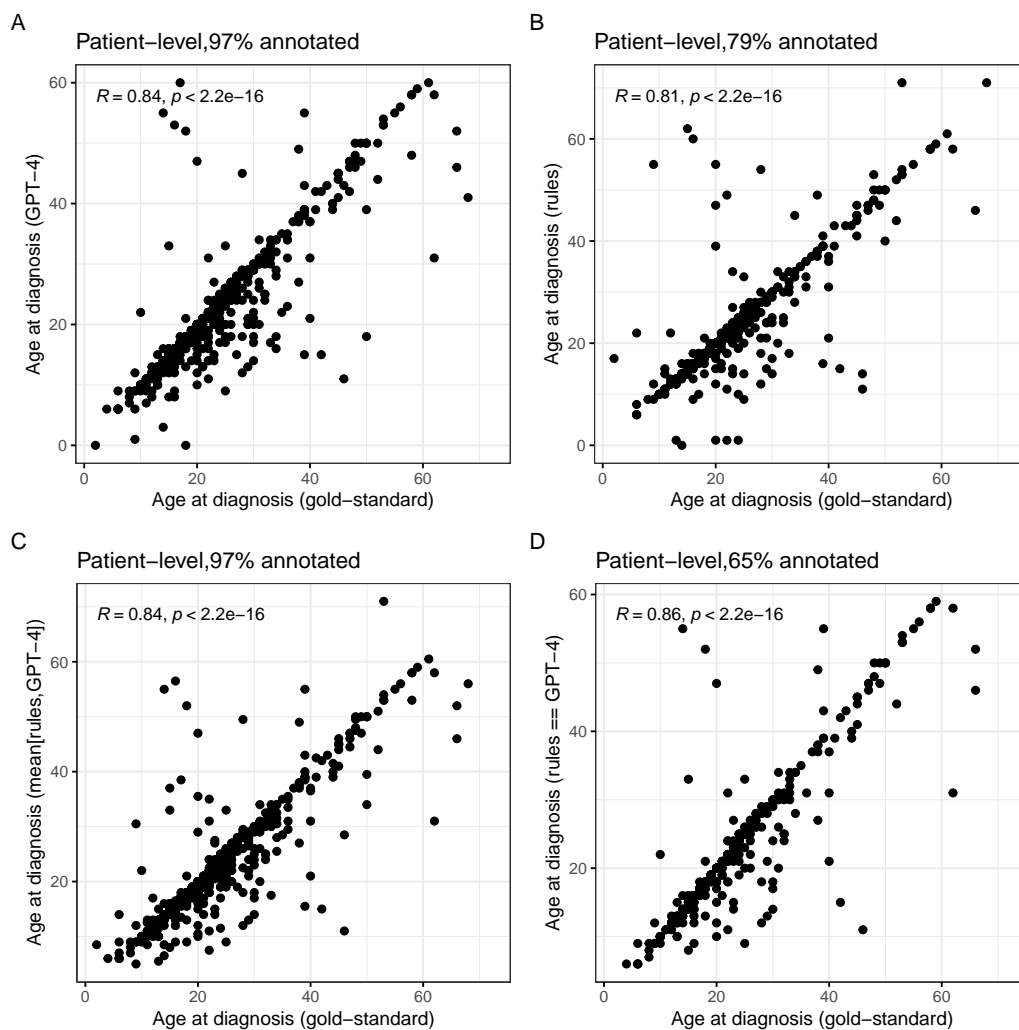 A
Patient−level,97% annotated
R = 0.84, p < 2.2e−16
Age at diagnosis (GPT−4)
60
40
20
0
0 20 40 60
Age at diagnosis (gold−standard)
B
Patient−level,79% annotated
R = 0.81, p < 2.2e−16
Age at diagnosis (rules)
60
40
20
0
0 20 40 60
Age at diagnosis (gold−standard)
C
Patient−level,97% annotated
R = 0.84, p < 2.2e−16
Age at diagnosis (mean[rules,GPT−4])
60
40
20
0 20 40 60
Age at diagnosis (gold−standard)
D
Patient−level,65% annotated
R = 0.86, p < 2.2e−16
Age at diagnosis (rules == GPT−4)
60
40
20
0 20 40 60
Age at diagnosis (gold−standard)